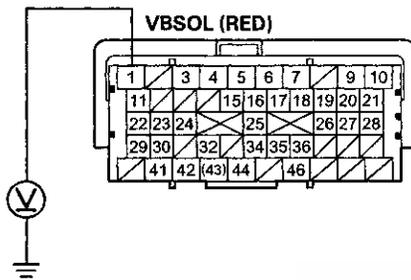 VBSOL (RED)
1 3 4 5 6 7 9 10
11 15 16 17 18 19 20 21
22 23 24 25 26 27 28
29 30 32 34 35 36
41 42 (43) 44 46
V